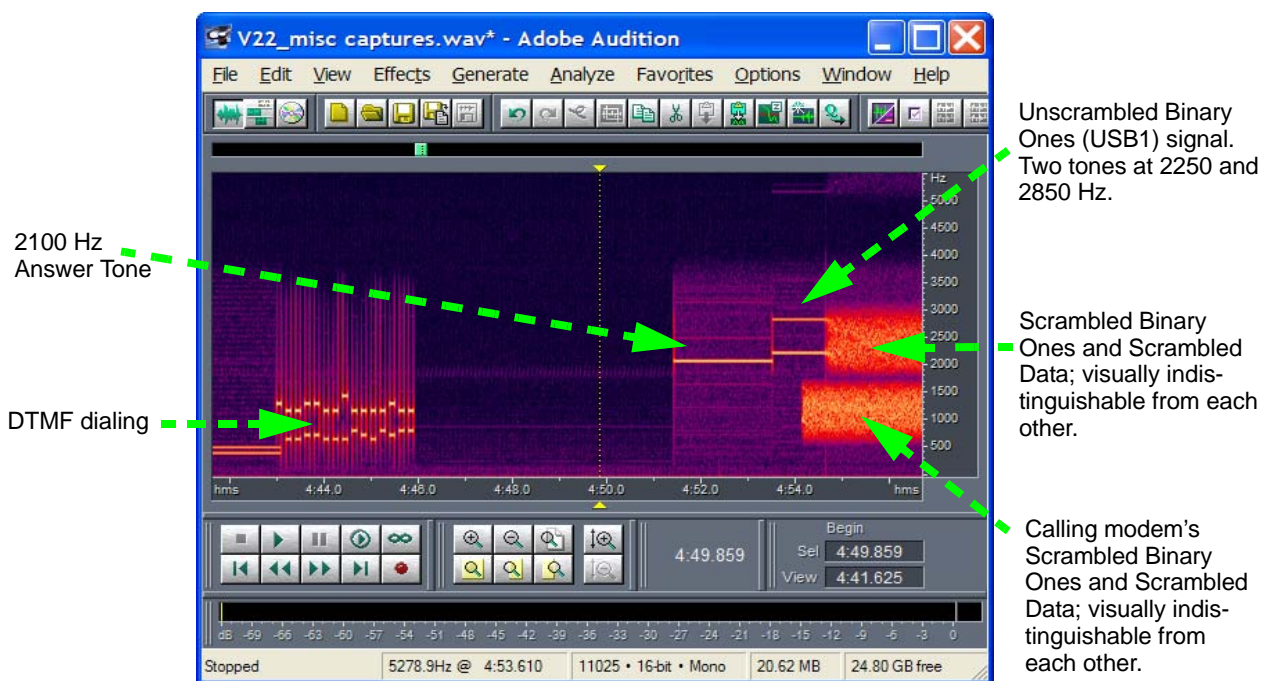 V22_misc captures.wav* - Adobe Audition
File Edit View Effects Generate Analyze Favorites Options Window Help
Unscrambled Binary
Ones (USB1) signal.
Two tones at 2250 and
2850 Hz.
2100 Hz
Answer Tone
Hz
5000
4500
4000
3500
3000
2500
2000
1500
1000
500
Scrambled Binary
Ones and Scrambled
Data; visually indis-
tinguishable from each
other.
DTMF dialing
hms 4:44.0 4:46.0 4:48.0 4:50.0 4:52.0 4:54.0 hms
Calling modem's
Scrambled Binary
Ones and Scrambled
Data; visually indis-
tinguishable from
each other.
4:49.859
Begin
Sel 4:49.859
View 4:41.625
dB -69 -66 -63 -60 -57 -54 -51 -48 -45 -42 -39 -36 -33 -30 -27 -24 -21 -18 -15 -12 -9 -6 -3 0
Stopped 5278.9Hz @ 4:53.610 11025 • 16-bit • Mono 20.62 MB 24.80 GB free